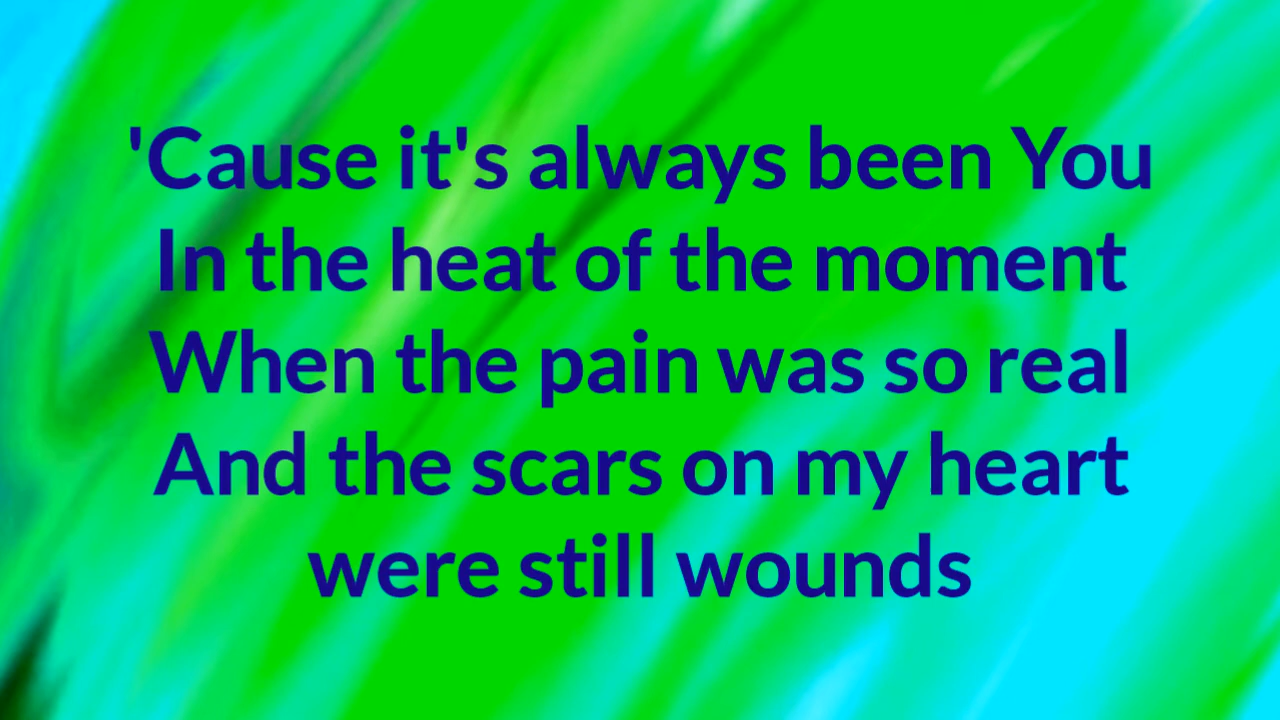 'Cause it's always been You
In the heat of the moment
When the pain was so real
And the scars on my heart
were still wounds